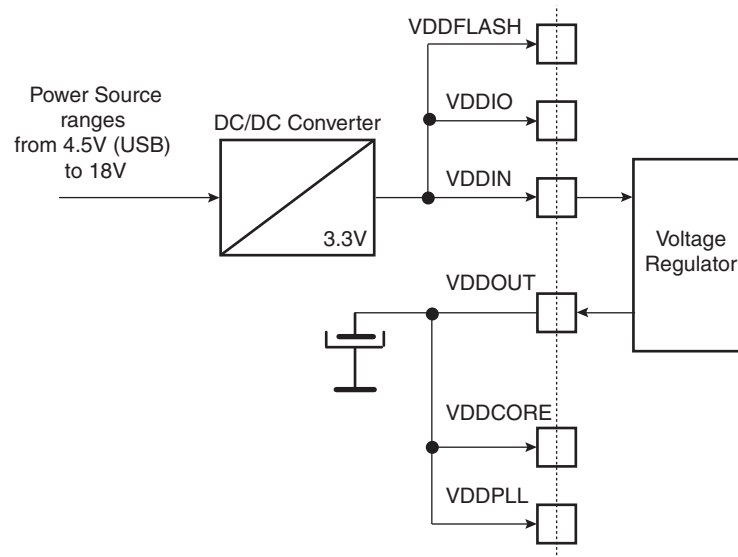 VDDFLASH
Power Source
ranges
from 4.5V (USB)
to 18V
DC/DC Converter
3.3V
VDDIO
VDDIN
Voltage
Regulator
VDDOUT
VDDCORE
VDDPLL